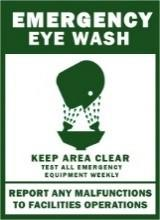 EMERGENCY
EYE WASH
KEEP AREA CLEAR
TEST ALL EMERGENCY
EQUIPMENT WEEKLY
REPORT ANY MALFUNCTIONS
TO FACILITIES OPERATIONS